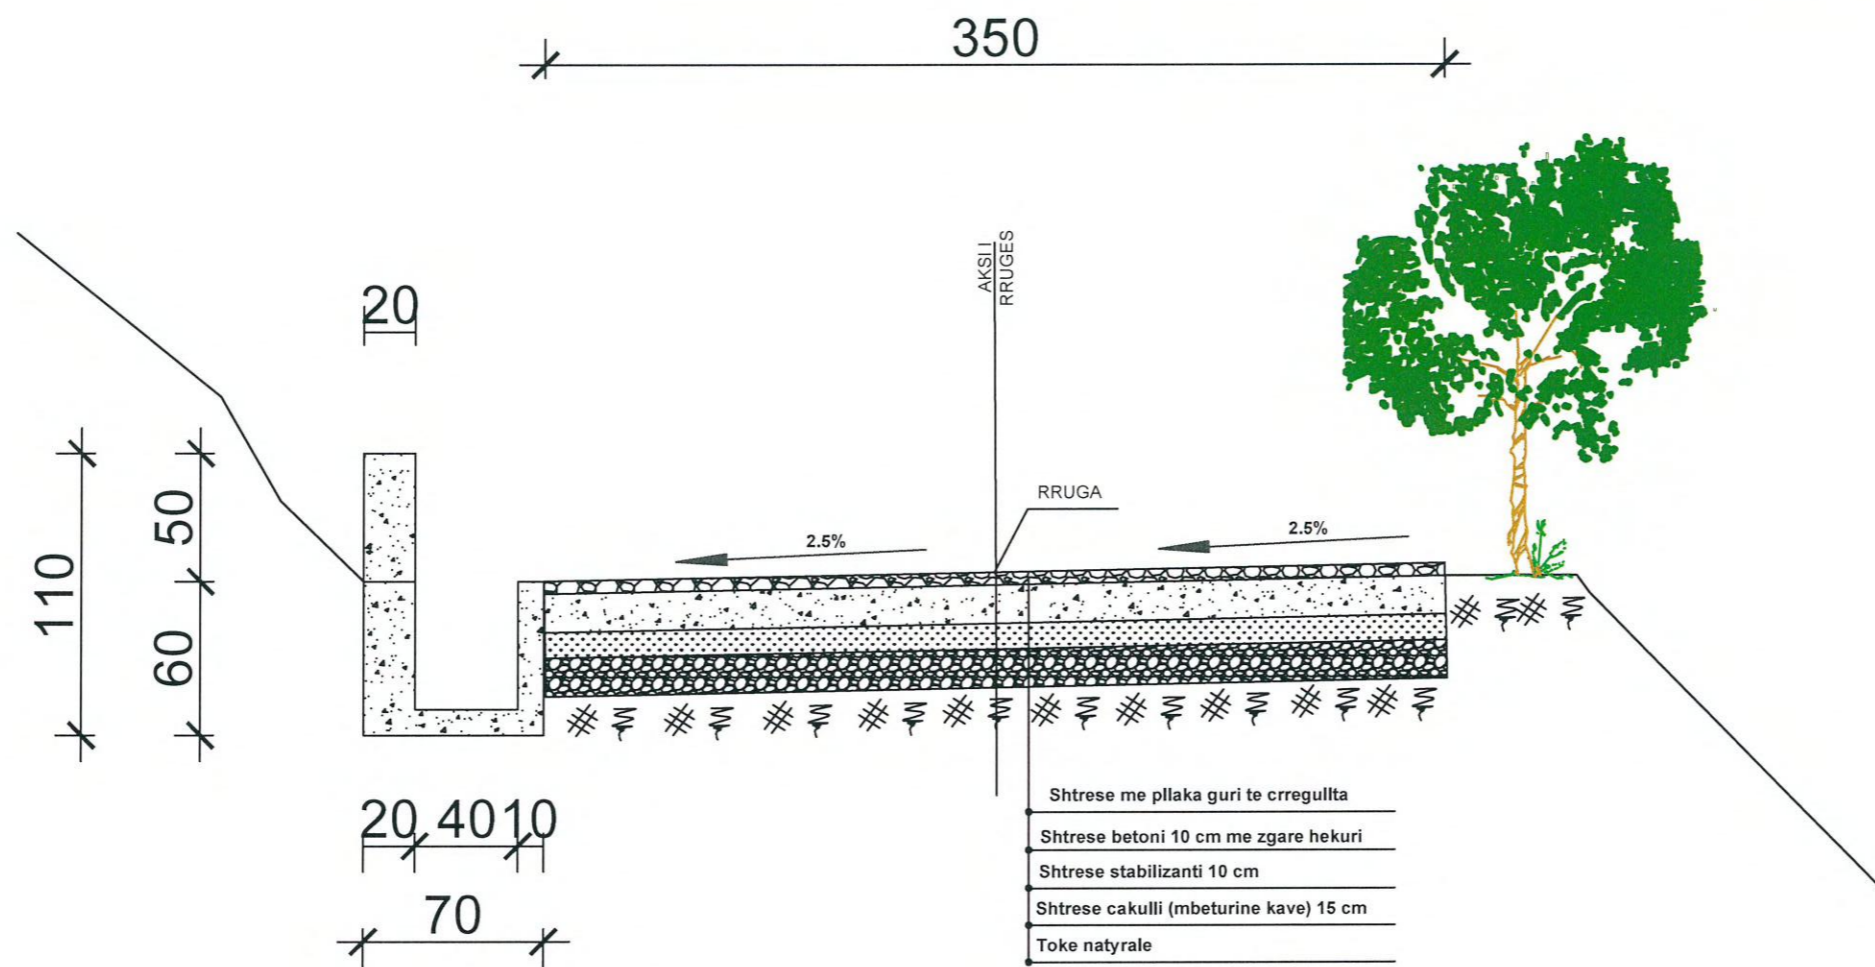 350
20
AKSI I
RRUGES
RRUGA
2.5%
2.5%
110
50
60
20 40 10
70
Shtrese me pllaka guri te crregullta
Shtrese betoni 10 cm me zgare hekuri
Shtrese stabilizanti 10 cm
Shtrese cakulli (mbeturine kave) 15 cm
Toke natyrale